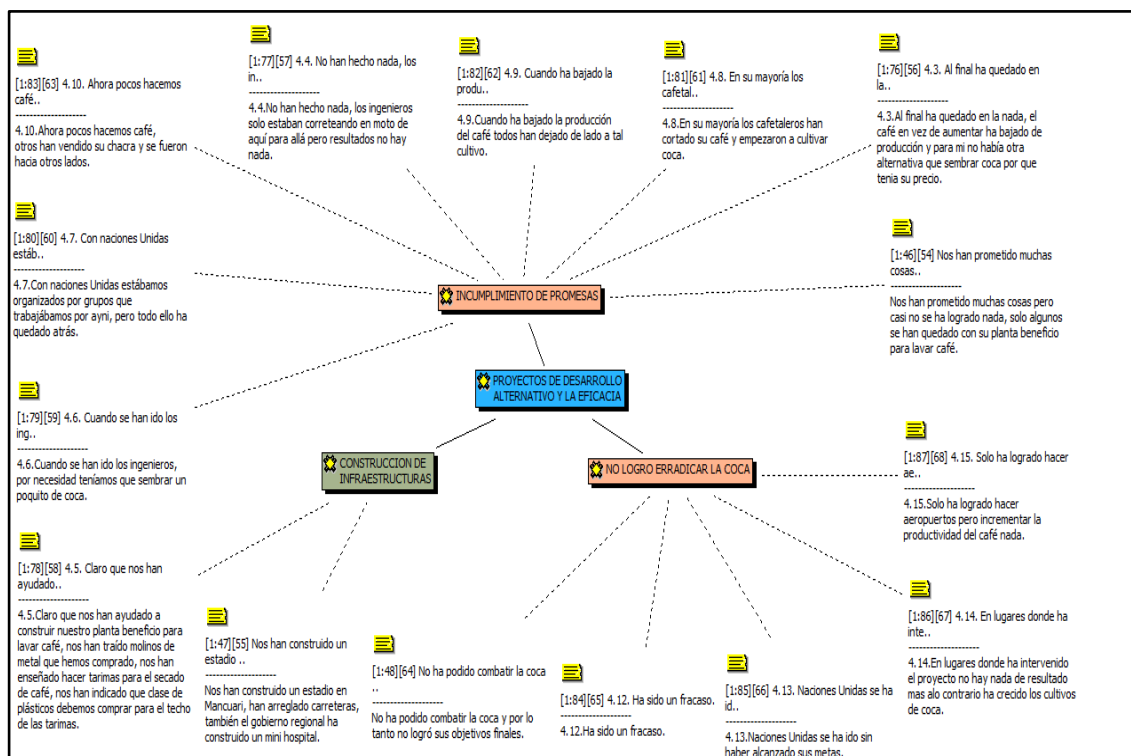 [1:83][63] 4.10. Ahora pocos hacemos
café..
--------------------
4.10.Ahora pocos hacemos café,
otros han vendido su chacra y se fueron
hacia otros lados.
[1:77][57] 4.4. No han hecho nada, los
in..
--------------------
4.4.No han hecho nada, los ingenieros
solo estaban correteando en moto de
aquí para allá pero resultados no hay
nada.
[1:82][62] 4.9. Cuando ha bajado la
produ..
--------------------
4.9.Cuando ha bajado la producción
del café todos han dejado de lado a tal
cultivo.
[1:81][61] 4.8. En su mayoría los
cafetal..
--------------------
4.8.En su mayoría los cafetaleros han
cortado su café y empezaron a cultivar
coca.
[1:76][56] 4.3. Al final ha quedado en
la..
--------------------
4.3.Al final ha quedado en la nada, el
café en vez de aumentar ha bajado de
producción y para mi no había otra
alternativa que sembrar coca por que
tenia su precio.
[1:80][60] 4.7. Con naciones Unidas
estáb..
--------------------
4.7.Con naciones Unidas estábamos
organizados por grupos que
trabajábamos por ayni, pero todo ello ha
quedado atrás.
[1:46][54] Nos han prometido muchas
cosas..
--------------------
Nos han prometido muchas cosas pero
casi no se ha logrado nada, solo algunos
se han quedado con su planta beneficio
para lavar café.
INCUMPLIMIENTO DE PROMESAS
PROYECTOS DE DESARROLLO
ALTERNATIVO Y LA EFICACIA
[1:79][59] 4.6. Cuando se han ido los
ing..
--------------------
4.6.Cuando se han ido los ingenieros,
por necesidad teníamos que sembrar un
poquito de coca.
CONSTRUCCION DE
INFRAESTRUCTURAS
NO LOGRO ERRADICAR LA COCA
[1:87][68] 4.15. Solo ha logrado hacer
ae..
--------------------
4.15.Solo ha logrado hacer
aeropuertos pero incrementar la
productividad del café nada.
[1:78][58] 4.5. Claro que nos han
ayudado..
--------------------
4.5.Claro que nos han ayudado a
construir nuestro planta beneficio para
lavar café, nos han traído molinos de
metal que hemos comprado, nos han
enseñado hacer tarimas para el secado
de café, nos han indicado que clase de
plásticos debemos comprar para el techo
de las tarimas.
[1:47][55] Nos han construido un
estadio ..
--------------------
Nos han construido un estadio en
Mancuari, han arreglado carreteras,
también el gobierno regional ha
construido un mini hospital.
[1:48][64] No ha podido combatir la coca
..
--------------------
No ha podido combatir la coca y por lo
tanto no logró sus objetivos finales.
[1:84][65] 4.12. Ha sido un fracaso.
--------------------
4.12.Ha sido un fracaso.
[1:85][66] 4.13. Naciones Unidas se ha
id..
--------------------
4.13.Naciones Unidas se ha ido sin
haber alcanzado sus metas.
[1:86][67] 4.14. En lugares donde ha
inte..
--------------------
4.14.En lugares donde ha intervenido
el proyecto no hay nada de resultado
mas alo contrario ha crecido los cultivos
de coca.